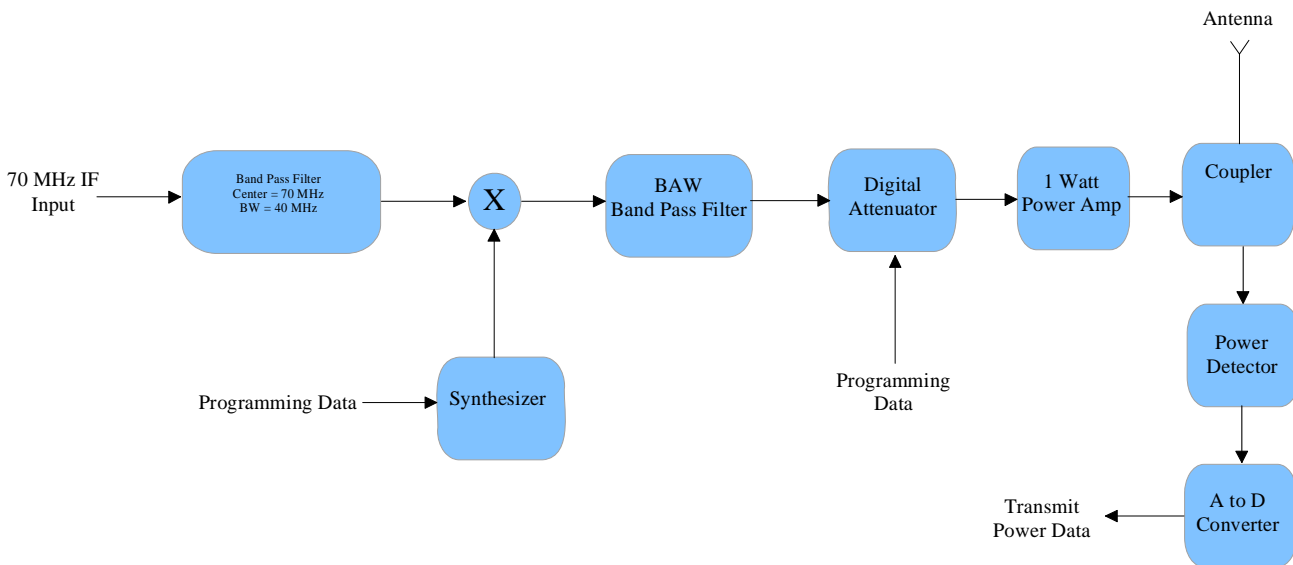 Antenna
70 MHz IF
Input
Band Pass Filter
Center = 70 MHz
BW = 40 MHz
X
BAW
Band Pass Filter
Digital
Attenuator
1 Watt
Power Amp
Coupler
Programming Data
Synthesizer
Programming
Data
Power
Detector
Transmit
Power Data
A to D
Converter